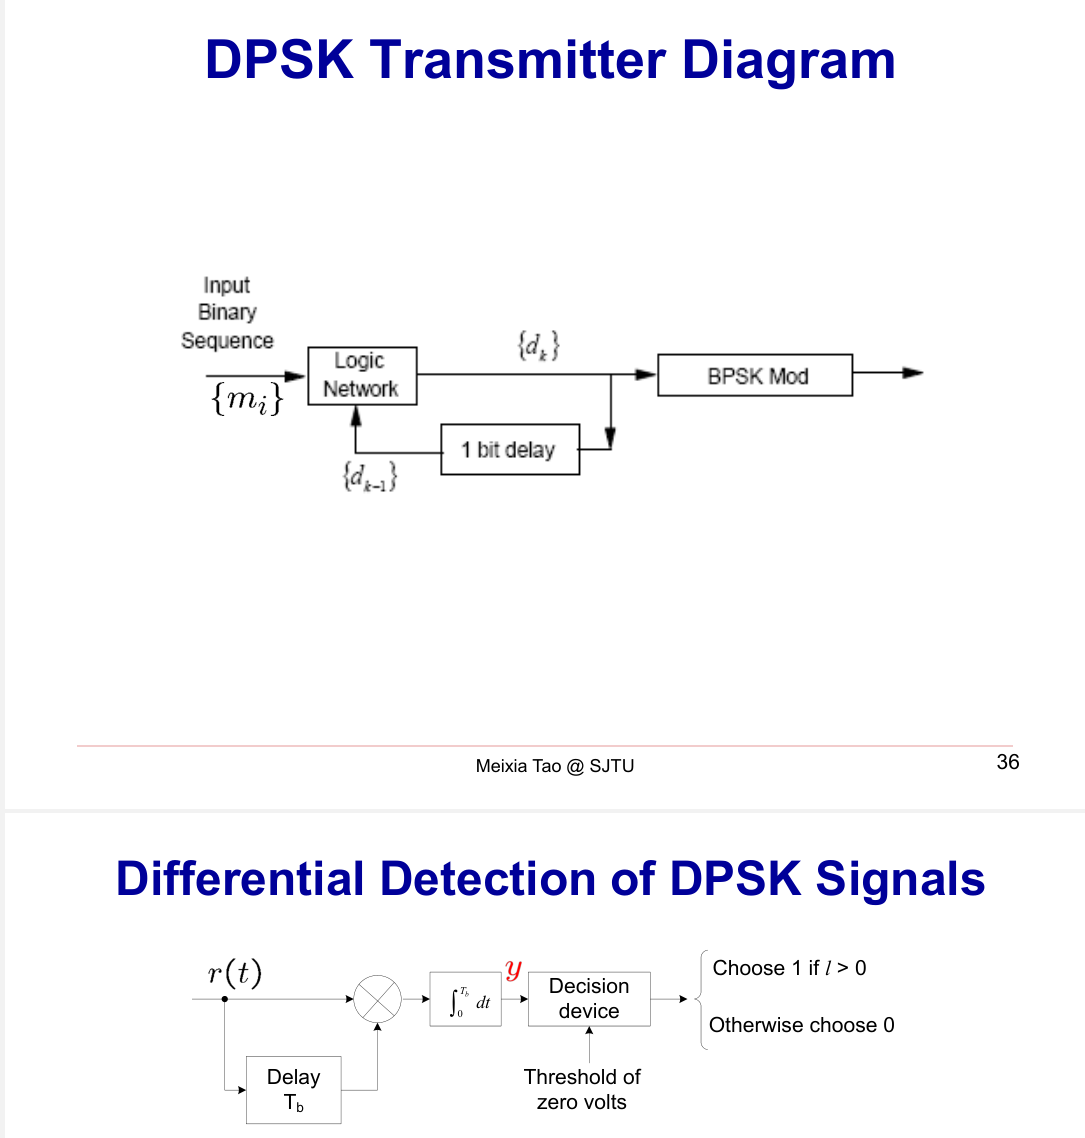 DPSK Transmitter Diagram
Input
Binary
Sequence
{m_i}
Logic
Network
{d_k}
BPSK Mod
1 bit delay
{d_{k-1}}
Meixia Tao @ SJTU
36
Differential Detection of DPSK Signals
r(t)
∫_0^{T_b} dt
y
Decision
device
Choose 1 if l > 0
Otherwise choose 0
Delay
T_b
Threshold of
zero volts